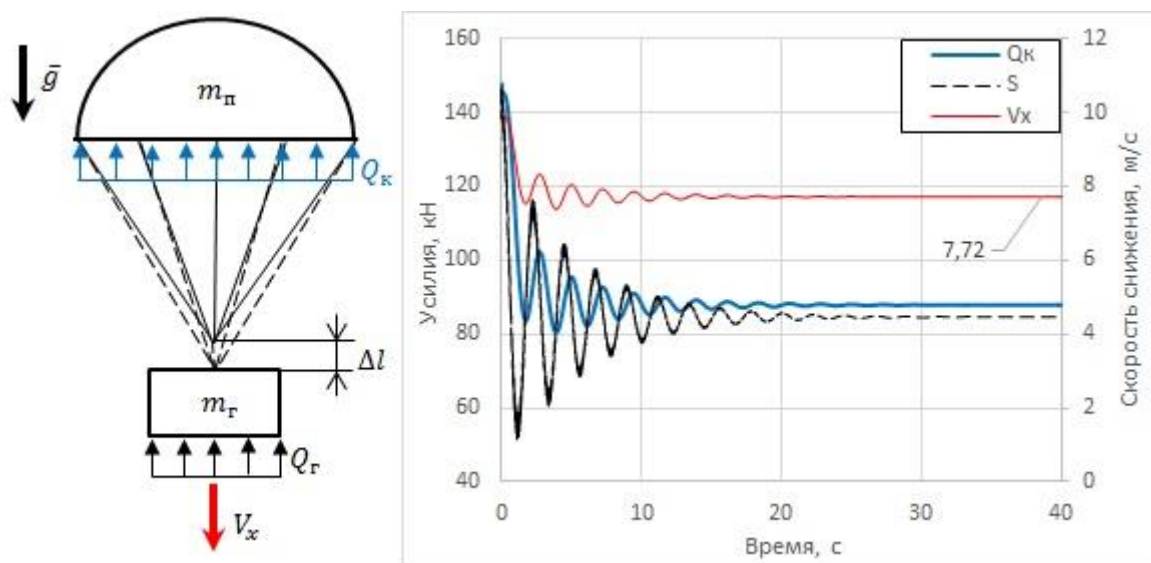 ḡ
mп
Qк
Δl
mг
Qг
Vx
Усилия, кН
160
140
120
100
80
60
40
Qк
S
Vx
7,72
12
10
8
6
4
2
0
Скорость снижения, м/с
0
10
20
30
40
Время, с